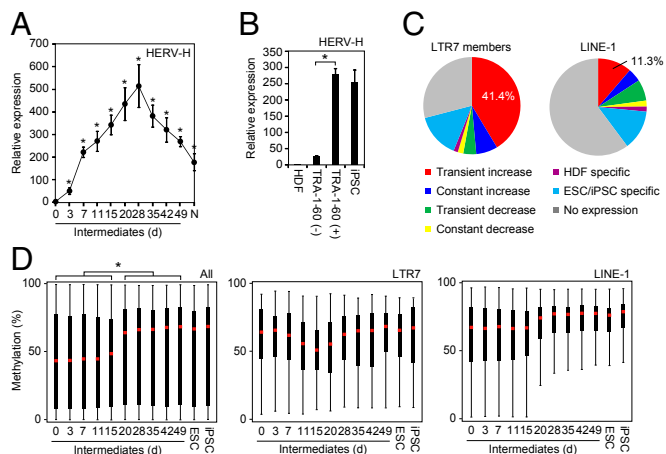 A
HERV-H
Relative expression
700
600
500
400
300
200
100
0
* * * * * * * * * *
0 3 7 11 15 20 28 35 42 49 N
Intermediates (d)
B
HERV-H
Relative expression
350
300
250
200
150
100
50
0
*
HDF
TRA-1-60 (-)
TRA-1-60 (+)
iPSC
C
LTR7 members
LINE-1
11.3%
41.4%
Transient increase
Constant increase
Transient decrease
Constant decrease
HDF specific
ESC/iPSC specific
No expression
D
All
*
Methylation (%)
100
50
0
0 3 7 11 15 20 28 35 42 49 ESC iPSC
Intermediates (d)
LTR7
100
50
0
0 3 7 11 15 20 28 35 42 49 ESC iPSC
Intermediates (d)
LINE-1
100
50
0
0 3 7 11 15 20 28 35 42 49 ESC iPSC
Intermediates (d)